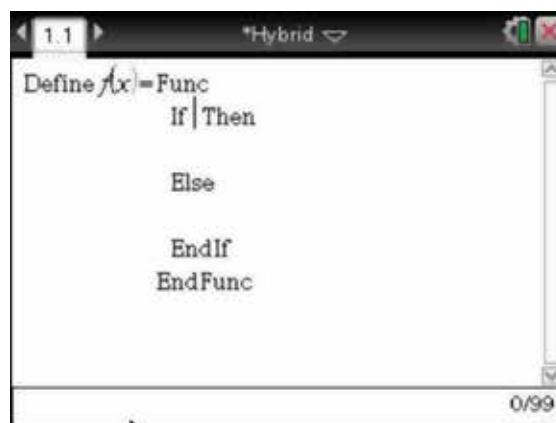 1.1 *Hybrid
Define f(x)=Func
If Then
Else
EndIf
EndFunc
0/99